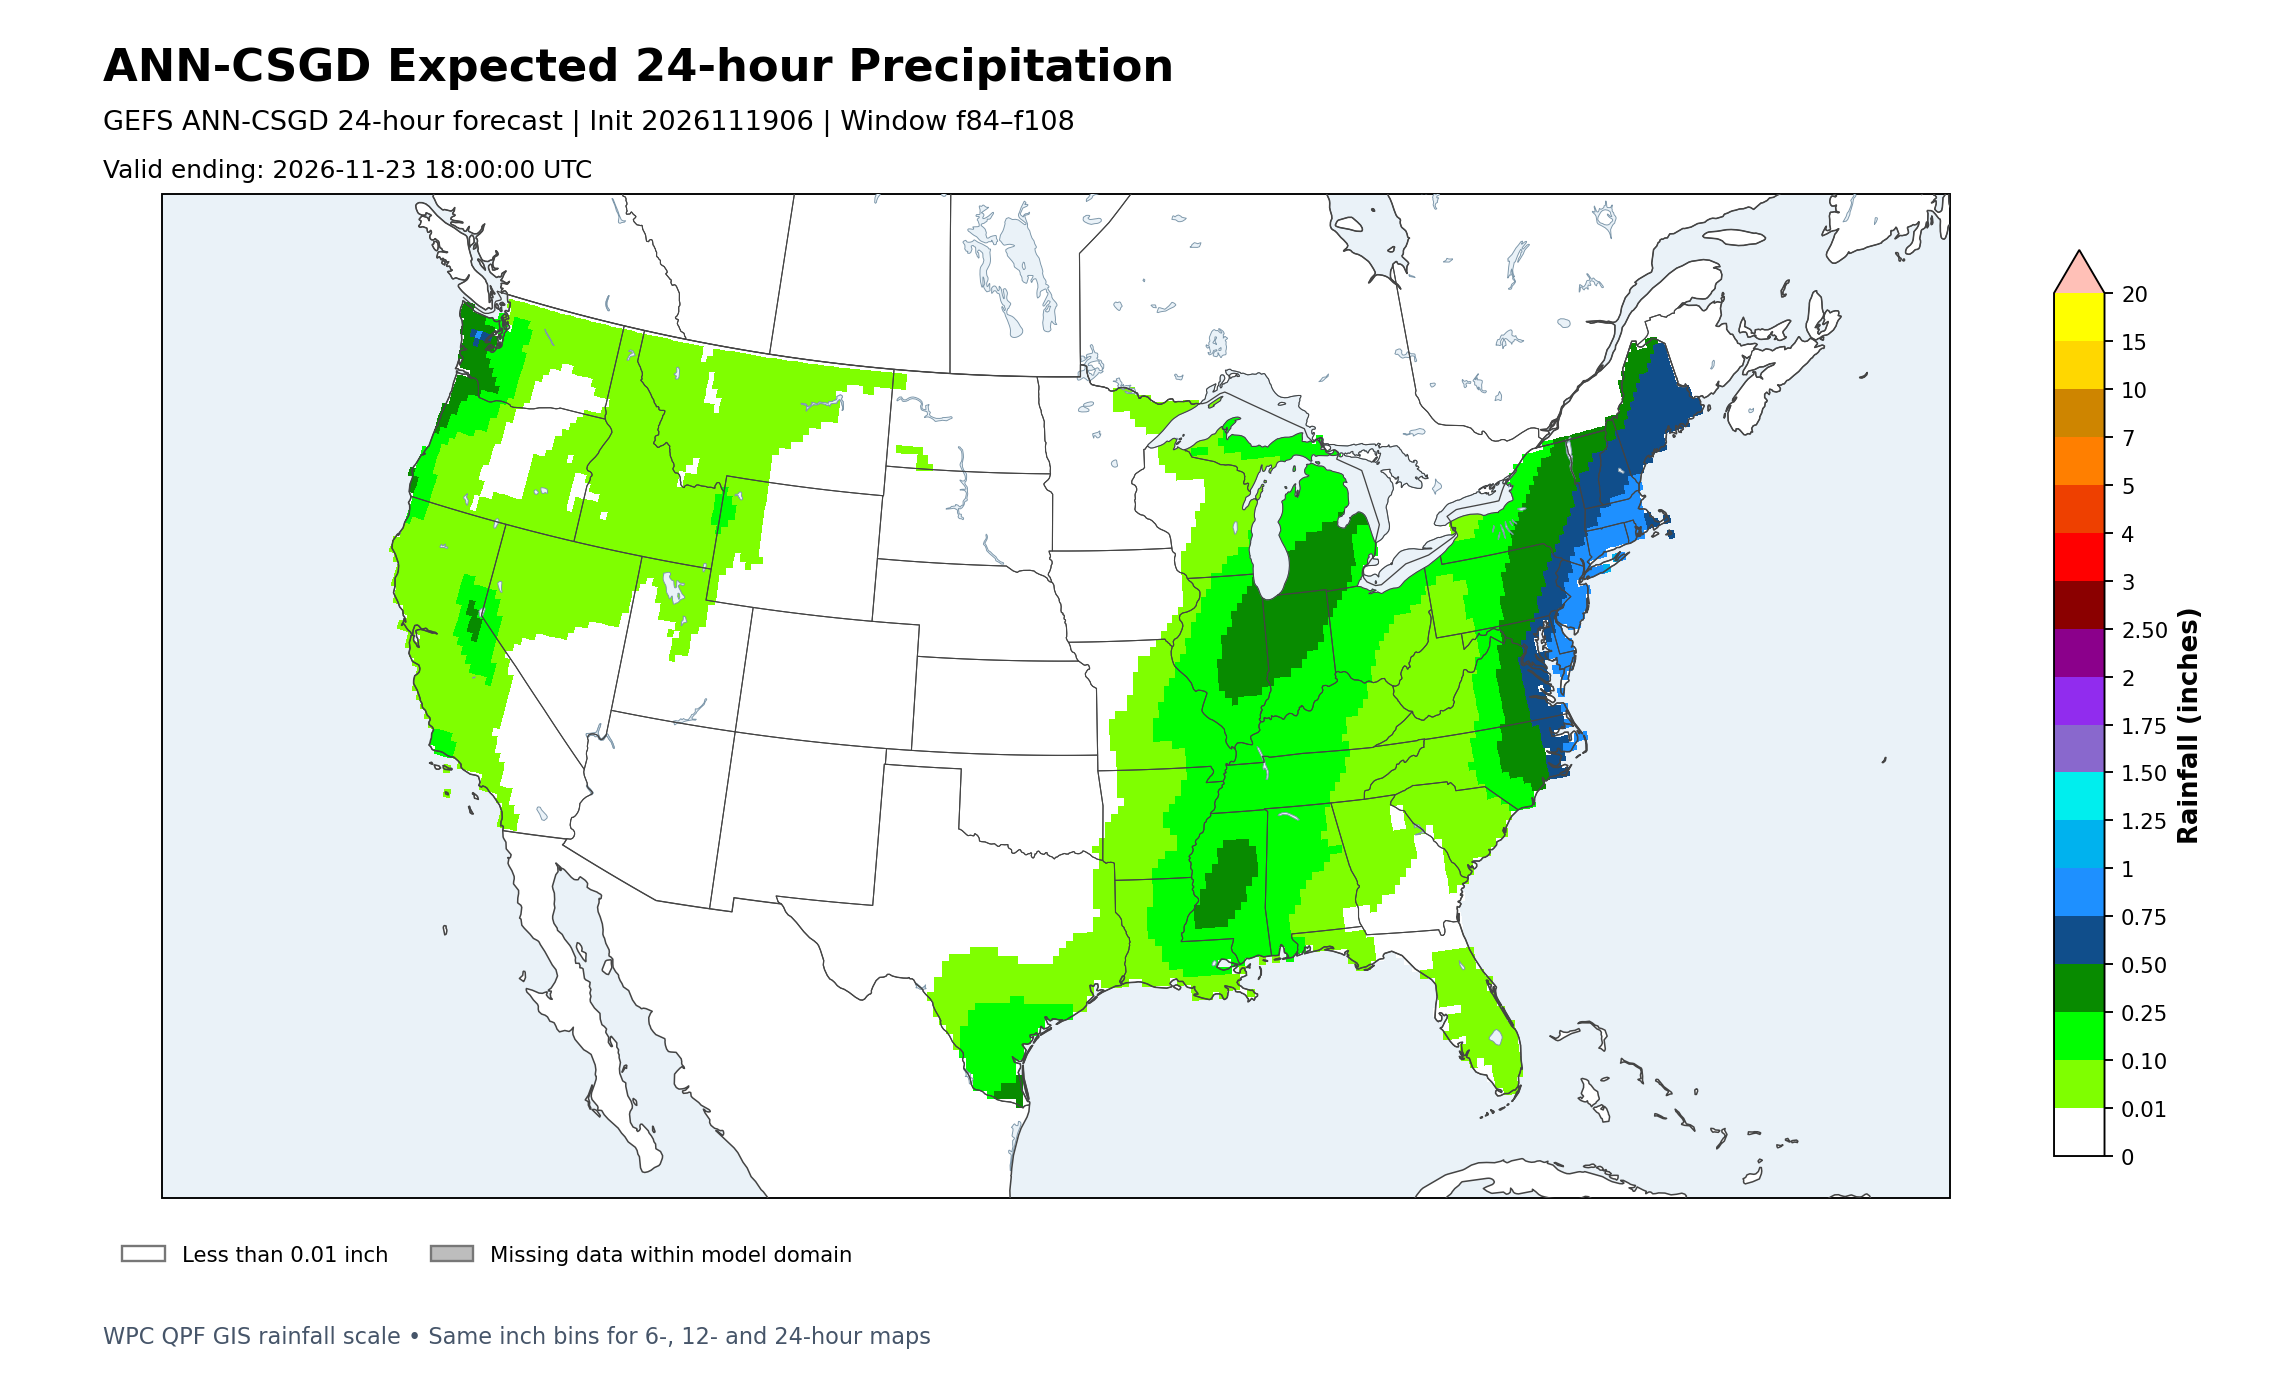 ANN-CSGD Expected 24-hour Precipitation
GEFS ANN-CSGD 24-hour forecast | Init 2026111906 | Window f84–f108
Valid ending: 2026-11-23 18:00:00 UTC
20
15
10
7
5
4
3
2.50
2
1.75
1.50
1.25
1
0.75
0.50
0.25
0.10
0.01
0
Rainfall (inches)
Less than 0.01 inch
Missing data within model domain
WPC QPF GIS rainfall scale • Same inch bins for 6-, 12- and 24-hour maps